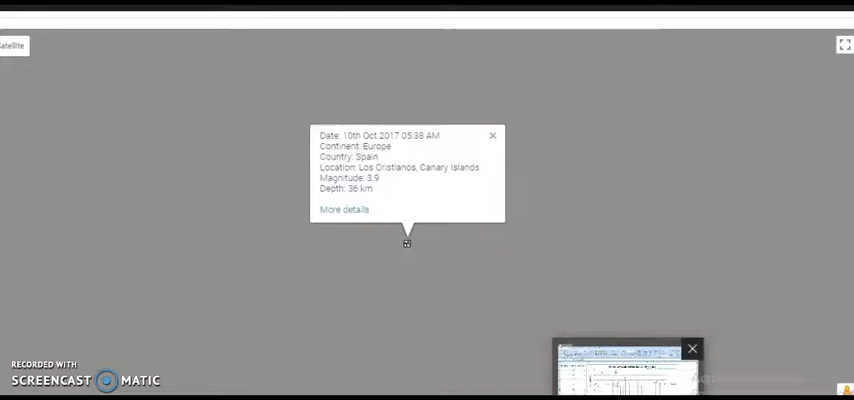 Satellite
Date: 10th Oct 2017 05:38 AM
Continent: Europe
Country: Spain
Location: Los Cristianos, Canary Islands
Magnitude: 3.9
Depth: 36 km
More details
RECORDED WITH
SCREENCAST MATIC